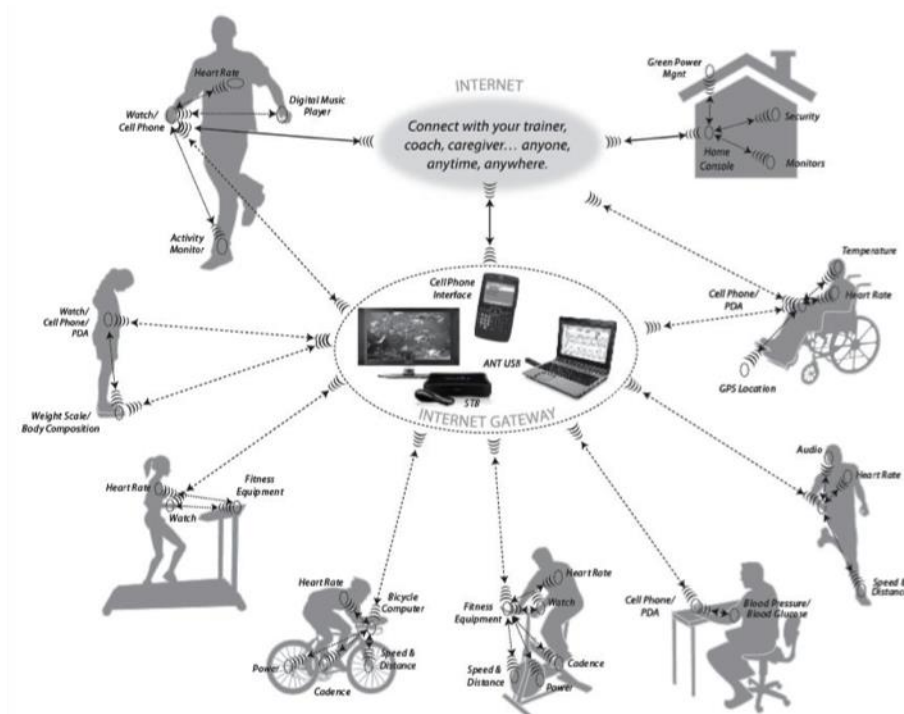 Heart Rate
Digital Music
Player
Watch/
Cell Phone
Activity
Monitor
INTERNET
Connect with your trainer,
coach, caregiver... anyone,
anytime, anywhere.
Green Power
Mgnt
Security
Home
Console
Monitors
Watch/
Cell Phone/
PDA
Weight Scale/
Body Composition
Cell Phone
Interface
ANT USB
STB
INTERNET GATEWAY
Temperature
Cell Phone/
PDA
Heart Rate
GPS Location
Heart Rate
Fitness
Equipment
Watch
Audio
Heart Rate
Speed &
Distance
Heart Rate
Bicycle
Computer
Power
Speed &
Distance
Cadence
Heart Rate
Fitness
Equipment
Watch
Speed &
Distance
Cadence
Power
Cell Phone/
PDA
Blood Pressure/
Blood Glucose